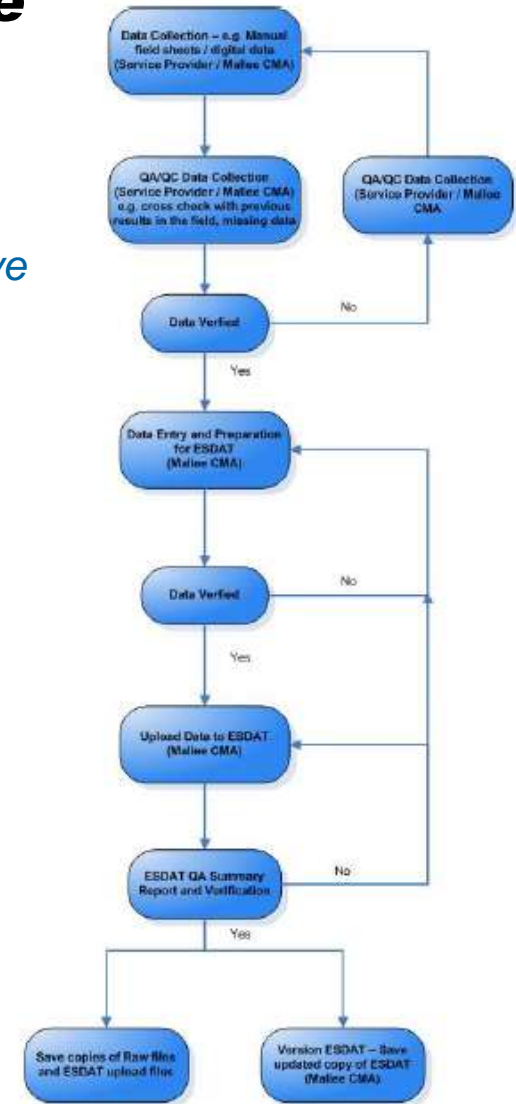 e
Data Collection – e.g. Manual
field sheets / digital data
(Service Provider / Mallee CMA)
QA/QC Data Collection
(Service Provider / Mallee CMA)
e.g. cross check with previous
results in the field, missing data
QA/QC Data Collection
(Service Provider / Mallee
CMA
ve
Data Verified
No
Yes
Data Entry and Preparation
for ESDAT
(Mallee CMA)
Data Verified
No
Yes
Upload Data to ESDAT
(Mallee CMA)
ESDAT QA Summary
Report and Verification
No
Yes
Save copies of Raw files
and ESDAT upload files
Version ESDAT – Save
updated copy of ESDAT
(Mallee CMA)